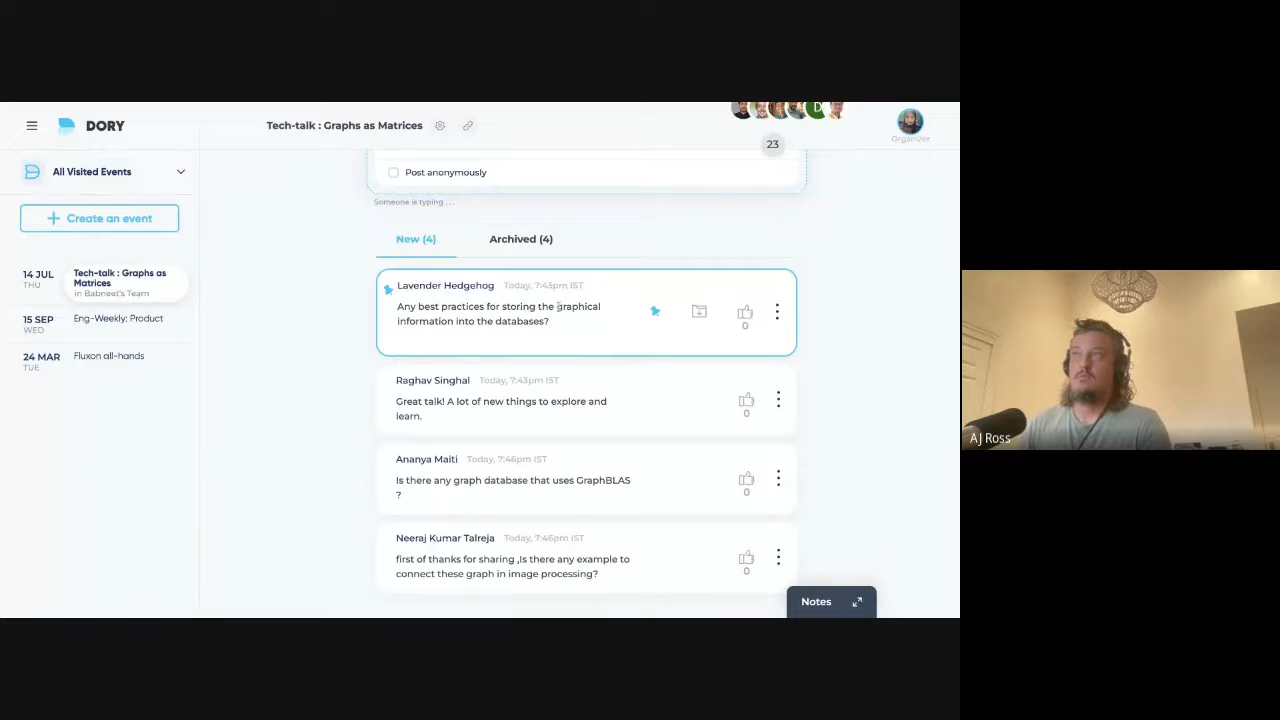 DORY
Tech-talk : Graphs as Matrices
D
Organizer
23
All Visited Events
Create an event
14 JUL
THU
Tech-talk : Graphs as
Matrices
in Babneet's Team
15 SEP
WED
Eng-Weekly: Product
24 MAR
TUE
Fluxon all-hands
Post anonymously
Someone is typing . . .
New (4)
Archived (4)
Lavender Hedgehog Today, 7:43pm IST
Any best practices for storing the graphical
information into the databases?
0
Raghav Singhal Today, 7:43pm IST
Great talk! A lot of new things to explore and
learn.
0
Ananya Maiti Today, 7:46pm IST
Is there any graph database that uses GraphBLAS
?
0
Neeraj Kumar Talreja Today, 7:46pm IST
first of thanks for sharing ,Is there any example to
connect these graph in image processing?
0
Notes
AJ Ross